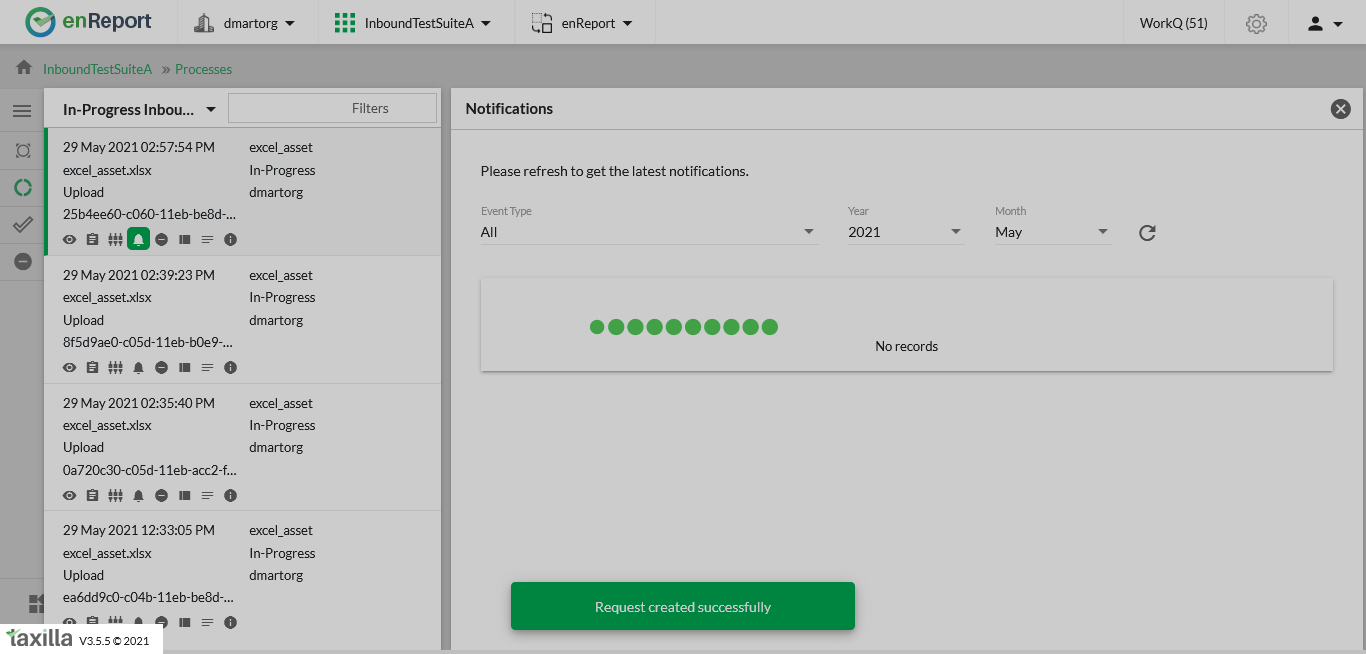 enReport
dmartorg
InboundTestSuiteA
enReport
WorkQ (51)
InboundTestSuiteA » Processes
In-Progress Inbou...
Filters
29 May 2021 02:57:54 PM
excel_asset
excel_asset.xlsx
In-Progress
Upload
dmartorg
25b4ee60-c060-11eb-be8d-...
29 May 2021 02:39:23 PM
excel_asset
excel_asset.xlsx
In-Progress
Upload
dmartorg
8f5d9ae0-c05d-11eb-b0e9-...
29 May 2021 02:35:40 PM
excel_asset
excel_asset.xlsx
In-Progress
Upload
dmartorg
0a720c30-c05d-11eb-acc2-f...
29 May 2021 12:33:05 PM
excel_asset
excel_asset.xlsx
In-Progress
Upload
dmartorg
ea6dd9c0-c04b-11eb-be8d-...
taxilla V3.5.5 © 2021
Notifications
Please refresh to get the latest notifications.
Event Type
Year
Month
All
2021
May
No records
Request created successfully